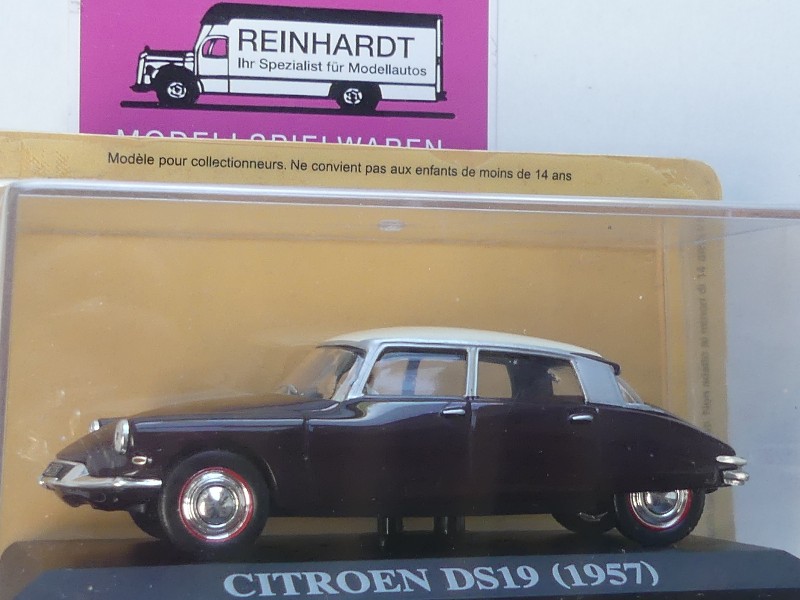 REINHARDT
Ihr Spezialist für Modellautos
MODELLSPIELWAREN
Modèle pour collectionneurs. Ne convient pas aux enfants de moins de 14 ans
CITROEN DS19 (1957)